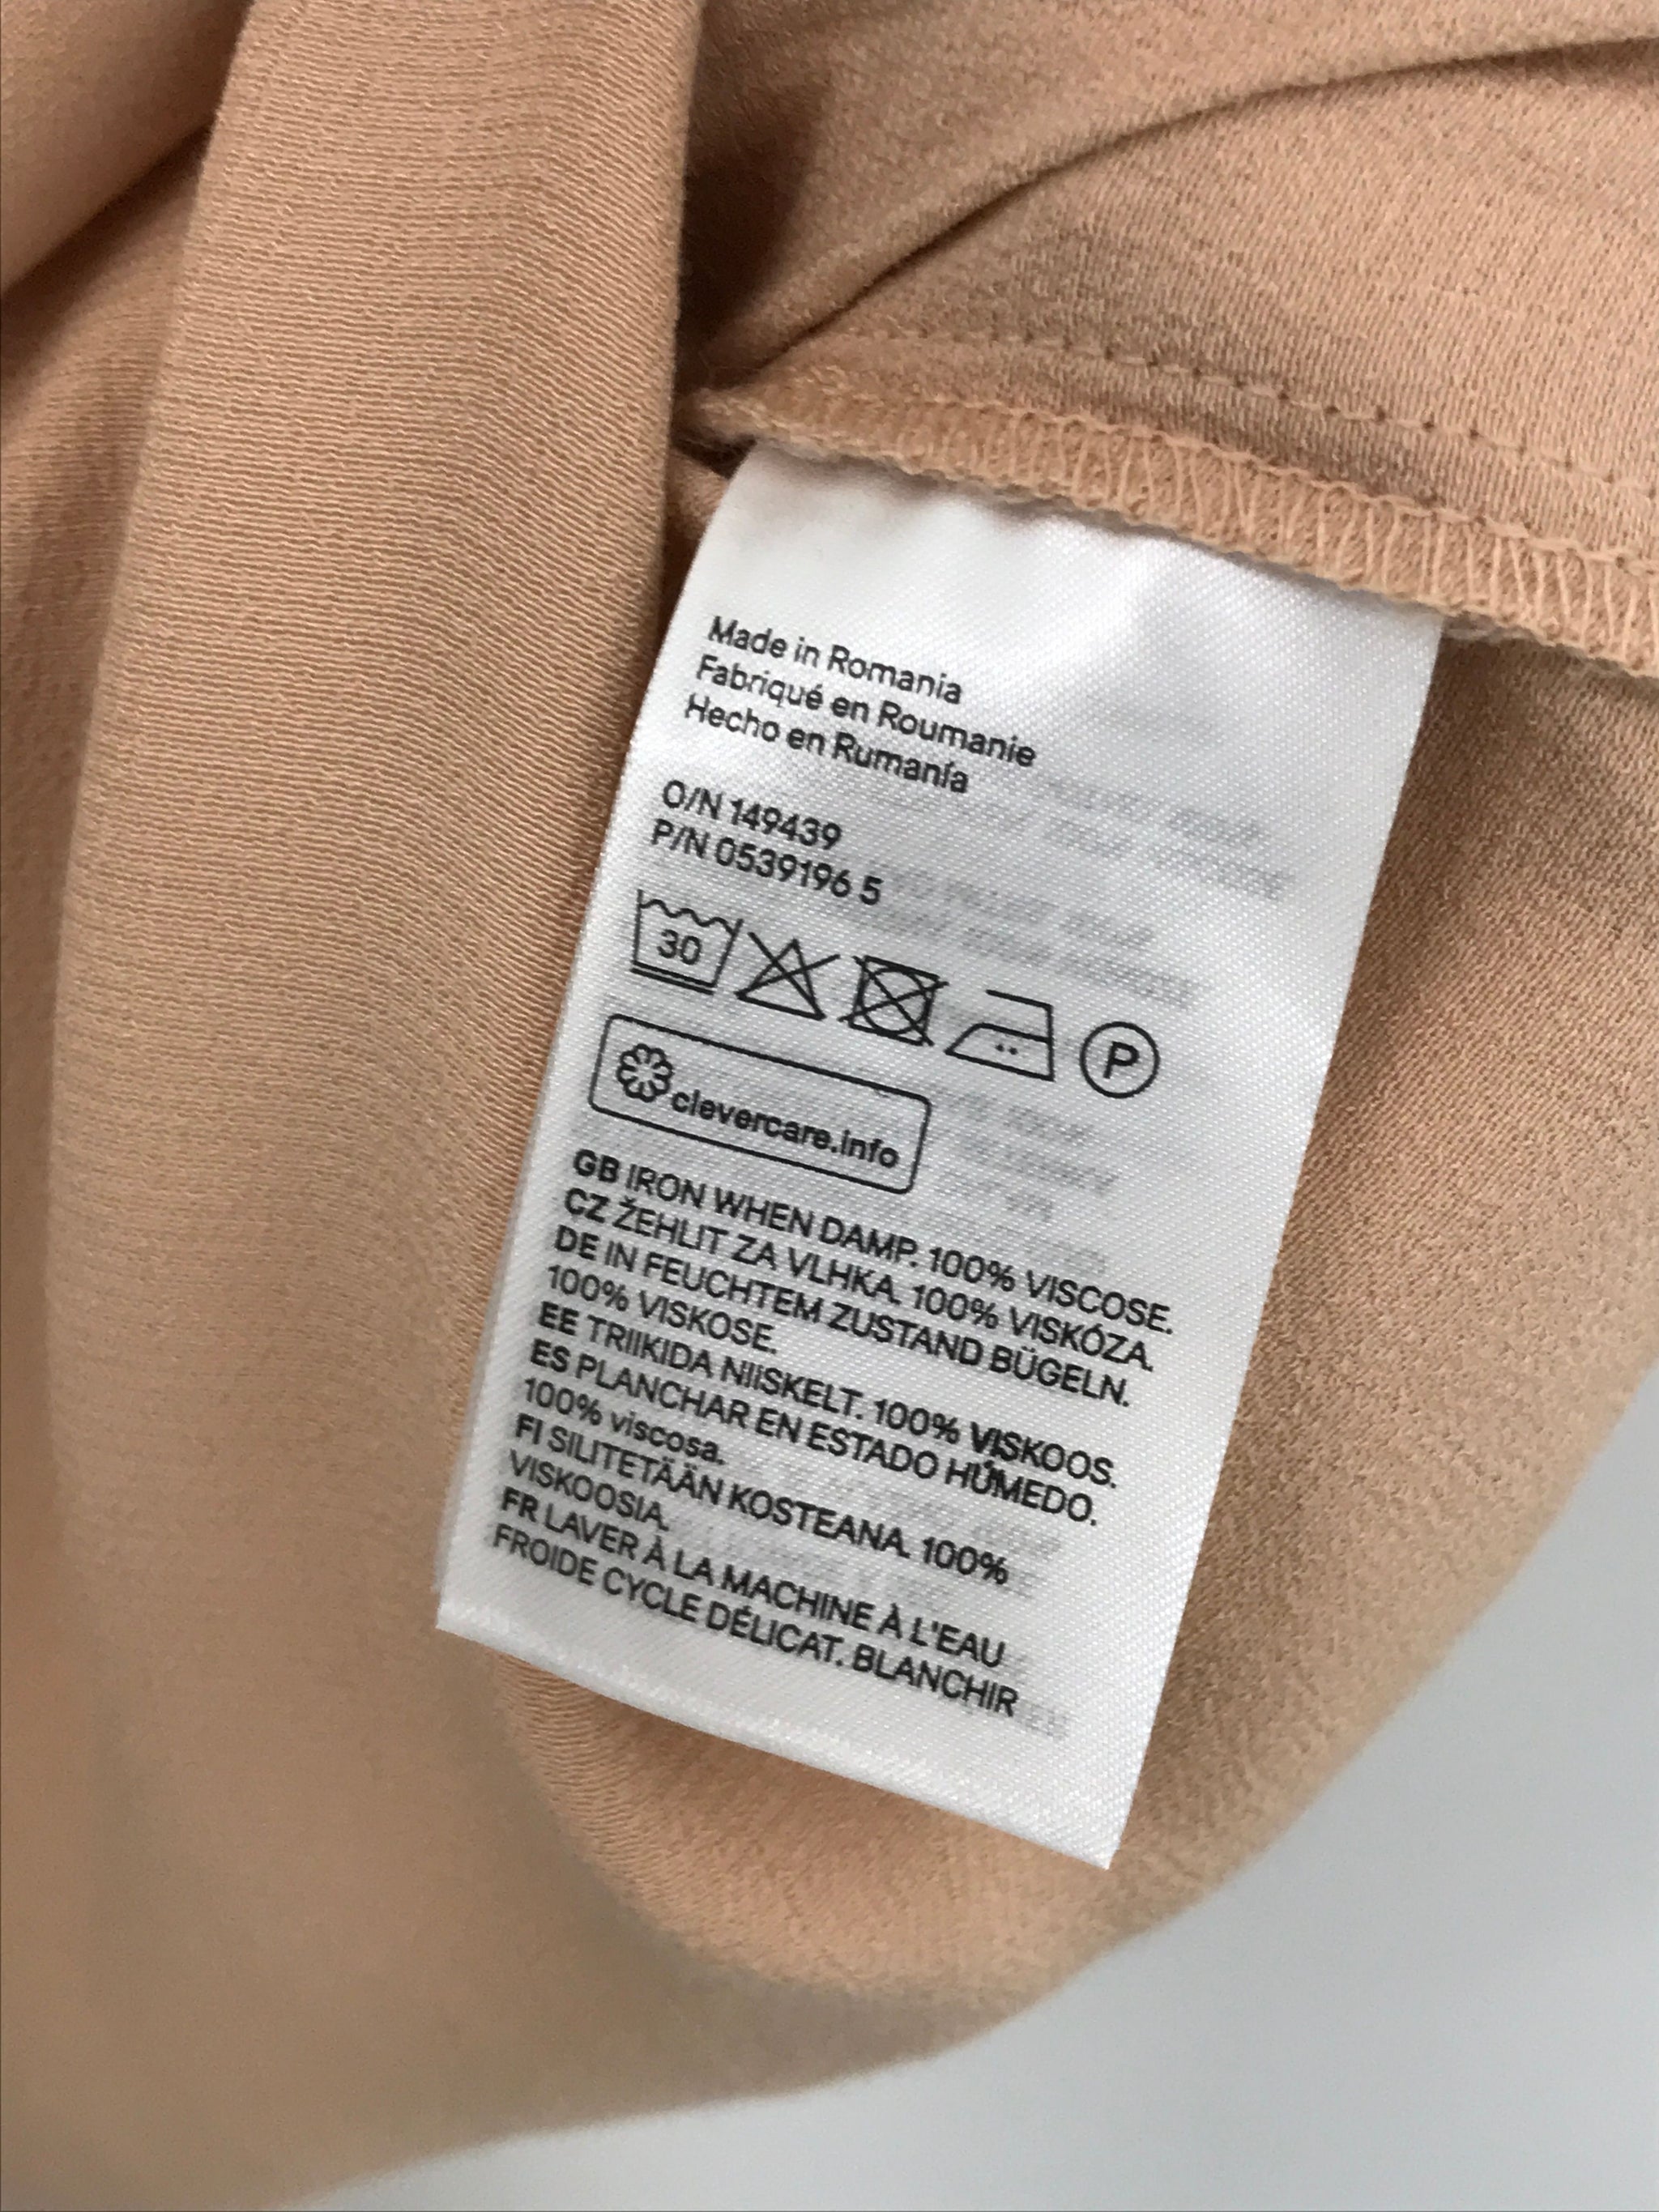 Made in Romania
Fabriqué en Roumanie
Hecho en Rumanía
O/N 149439
P/N 0539196 5
30
P
clevercare.info
GB IRON WHEN DAMP. 100% VISCOSE.
CZ ŽEHLIT ZA VLHKA. 100% VISKÓZA.
DE IN FEUCHTEM ZUSTAND BÜGELN.
100% VISKOSE.
EE TRIIKIDA NIISKELT. 100% VISKOOS.
ES PLANCHAR EN ESTADO HÚMEDO.
100% viscosa.
FI SILITETÄÄN KOSTEANA. 100%
VISKOOSIA.
FR LAVER À LA MACHINE À L'EAU
FROIDE CYCLE DÉLICAT. BLANCHIR